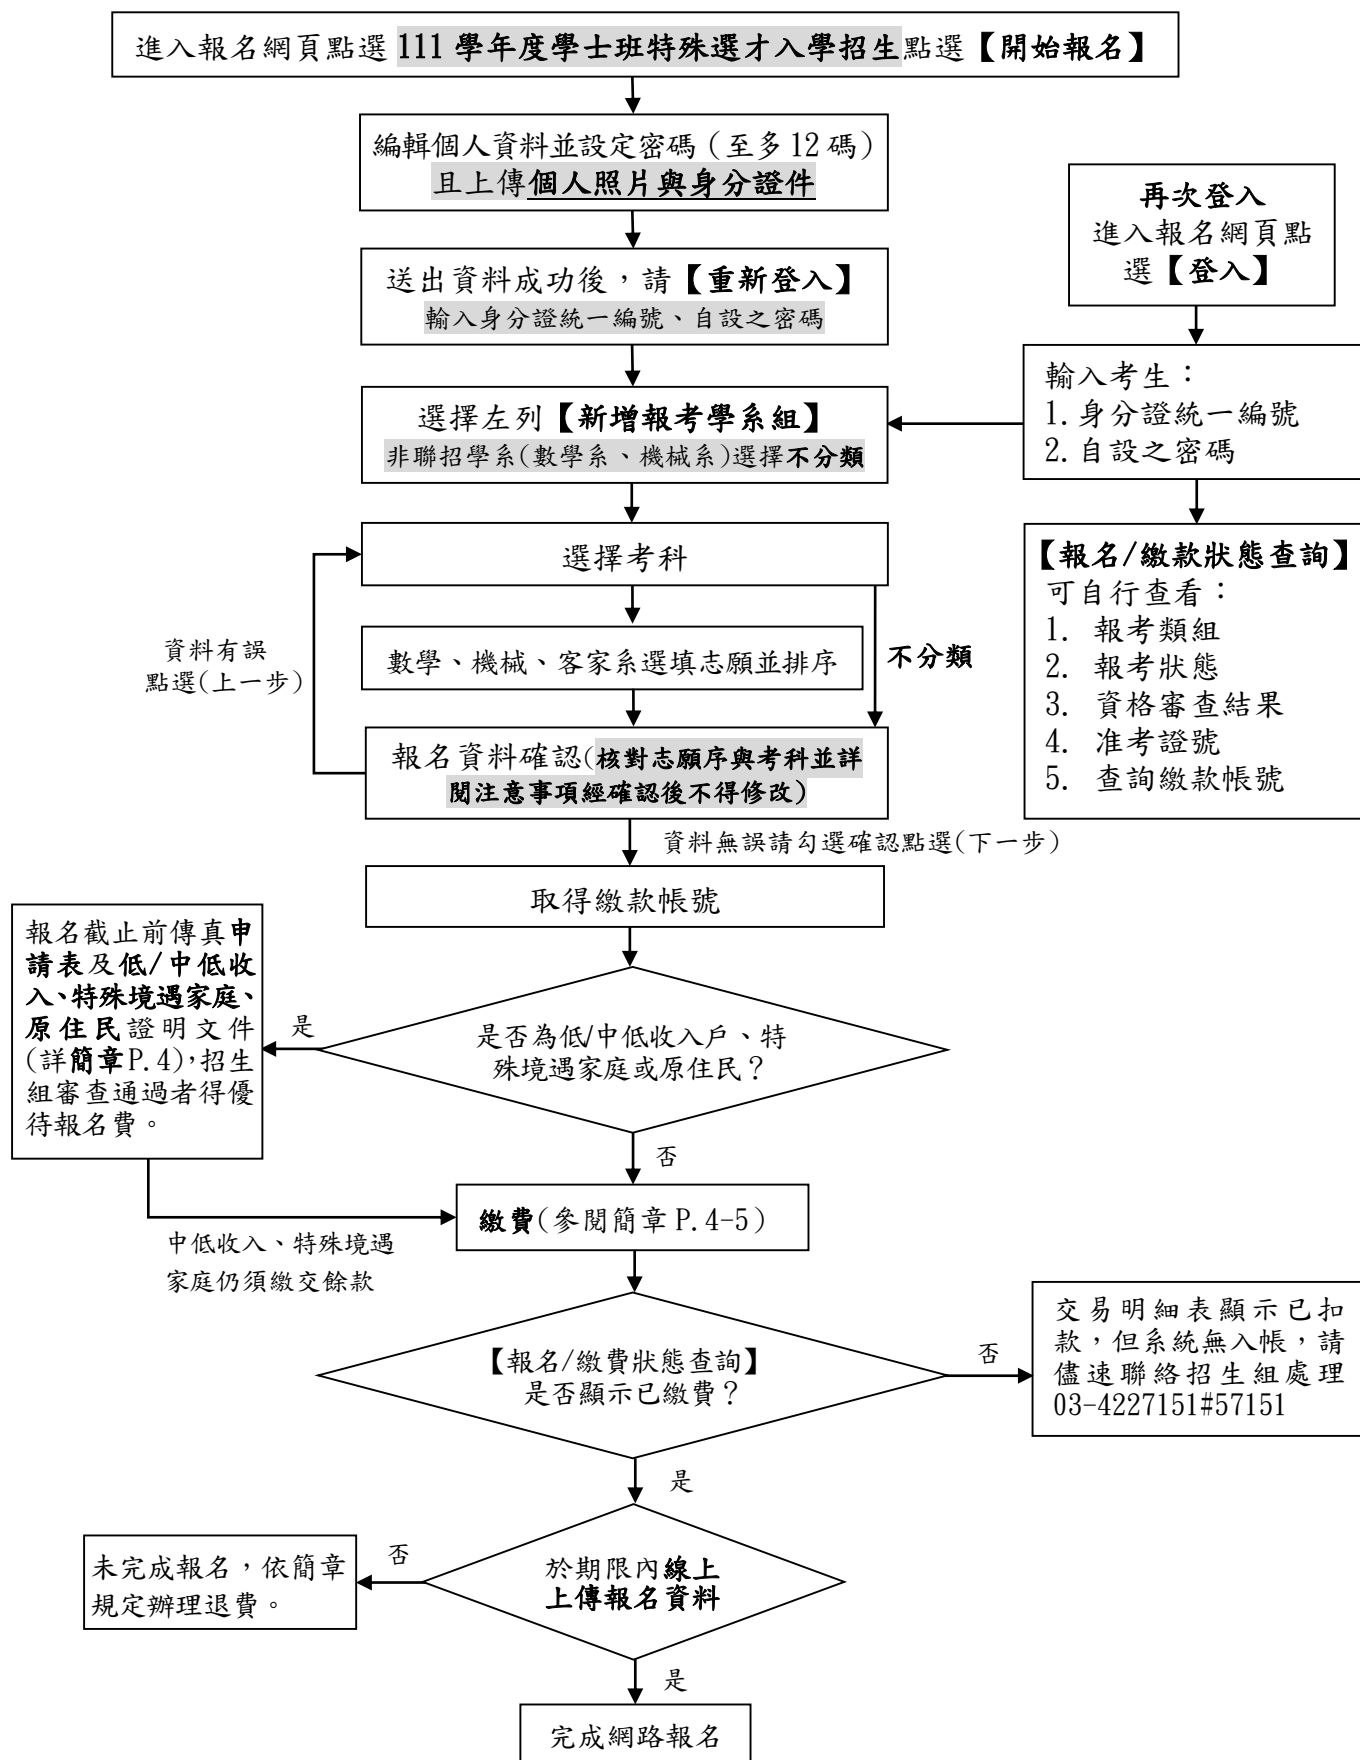 進入報名網頁點選 111 學年度學士班特殊選才入學招生點選【開始報名】
編輯個人資料並設定密碼（至多 12 碼）
且上傳個人照片與身分證件
再次登入
進入報名網頁點
選【登入】
送出資料成功後，請【重新登入】
輸入身分證統一編號、自設之密碼
輸入考生：
1. 身分證統一編號
2. 自設之密碼
選擇左列【新增報考學系組】
非聯招學系(數學系、機械系)選擇不分類
選擇考科
【報名/繳款狀態查詢】
可自行查看：
1. 報考類組
2. 報考狀態
3. 資格審查結果
4. 准考證號
5. 查詢繳款帳號
資料有誤
點選(上一步)
數學、機械、客家系選填志願並排序
不分類
報名資料確認(核對志願序與考科並詳
閱注意事項經確認後不得修改)
資料無誤請勾選確認點選(下一步)
取得繳款帳號
報名截止前傳真申
請表及低/中低收
入、特殊境遇家庭、
原住民證明文件
(詳簡章 P.4)，招生
組審查通過者得優
待報名費。
是
是否為低/中低收入戶、特
殊境遇家庭或原住民？
否
繳費(參閱簡章 P.4-5)
中低收入、特殊境遇
家庭仍須繳交餘款
【報名/繳費狀態查詢】
是否顯示已繳費？
否
交易明細表顯示已扣
款，但系統無入帳，請
儘速聯絡招生組處理
03-4227151#57151
是
於期限內線上
上傳報名資料
否
未完成報名，依簡章
規定辦理退費。
是
完成網路報名